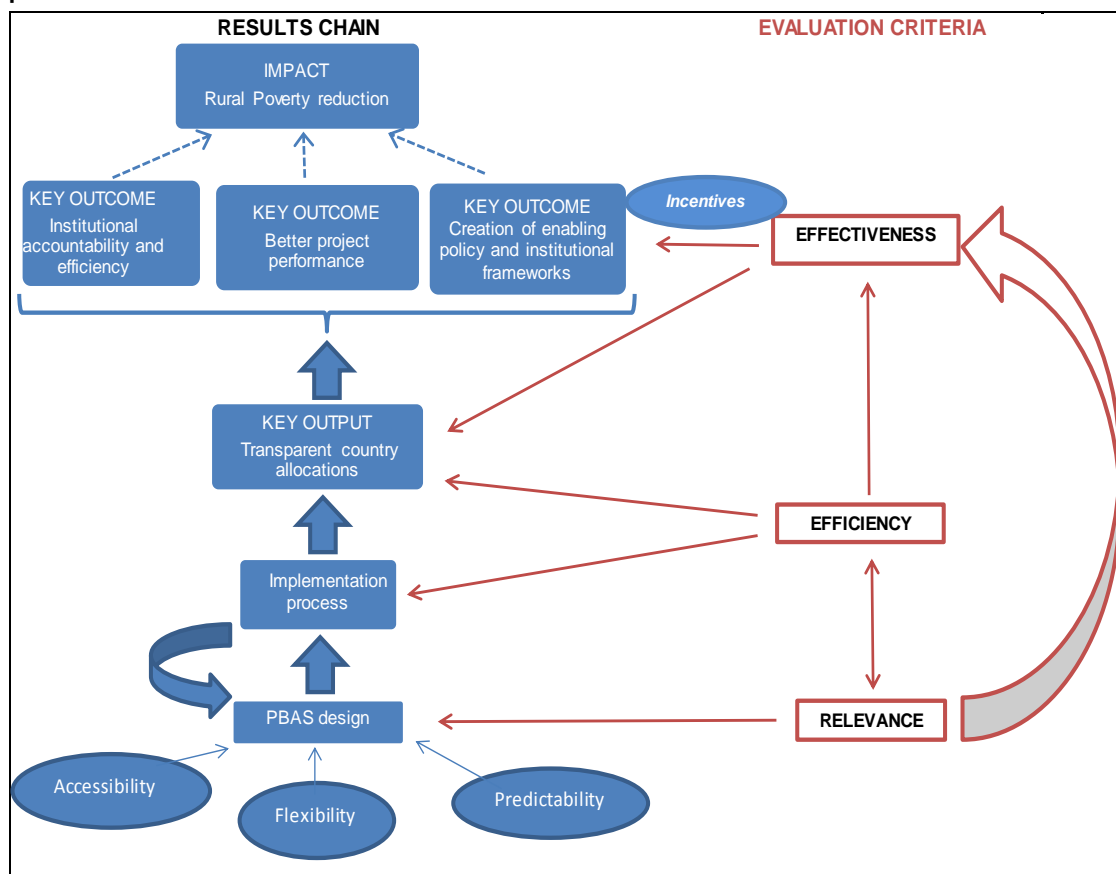 RESULTS CHAIN
EVALUATION CRITERIA
IMPACT
Rural Poverty reduction
KEY OUTCOME
Institutional
accountability and
efficiency
KEY OUTCOME
Better project
performance
KEY OUTCOME
Creation of enabling
policy and institutional
frameworks
Incentives
EFFECTIVENESS
KEY OUTPUT
Transparent country
allocations
EFFICIENCY
Implementation
process
PBAS design
RELEVANCE
Accessibility
Flexibility
Predictability